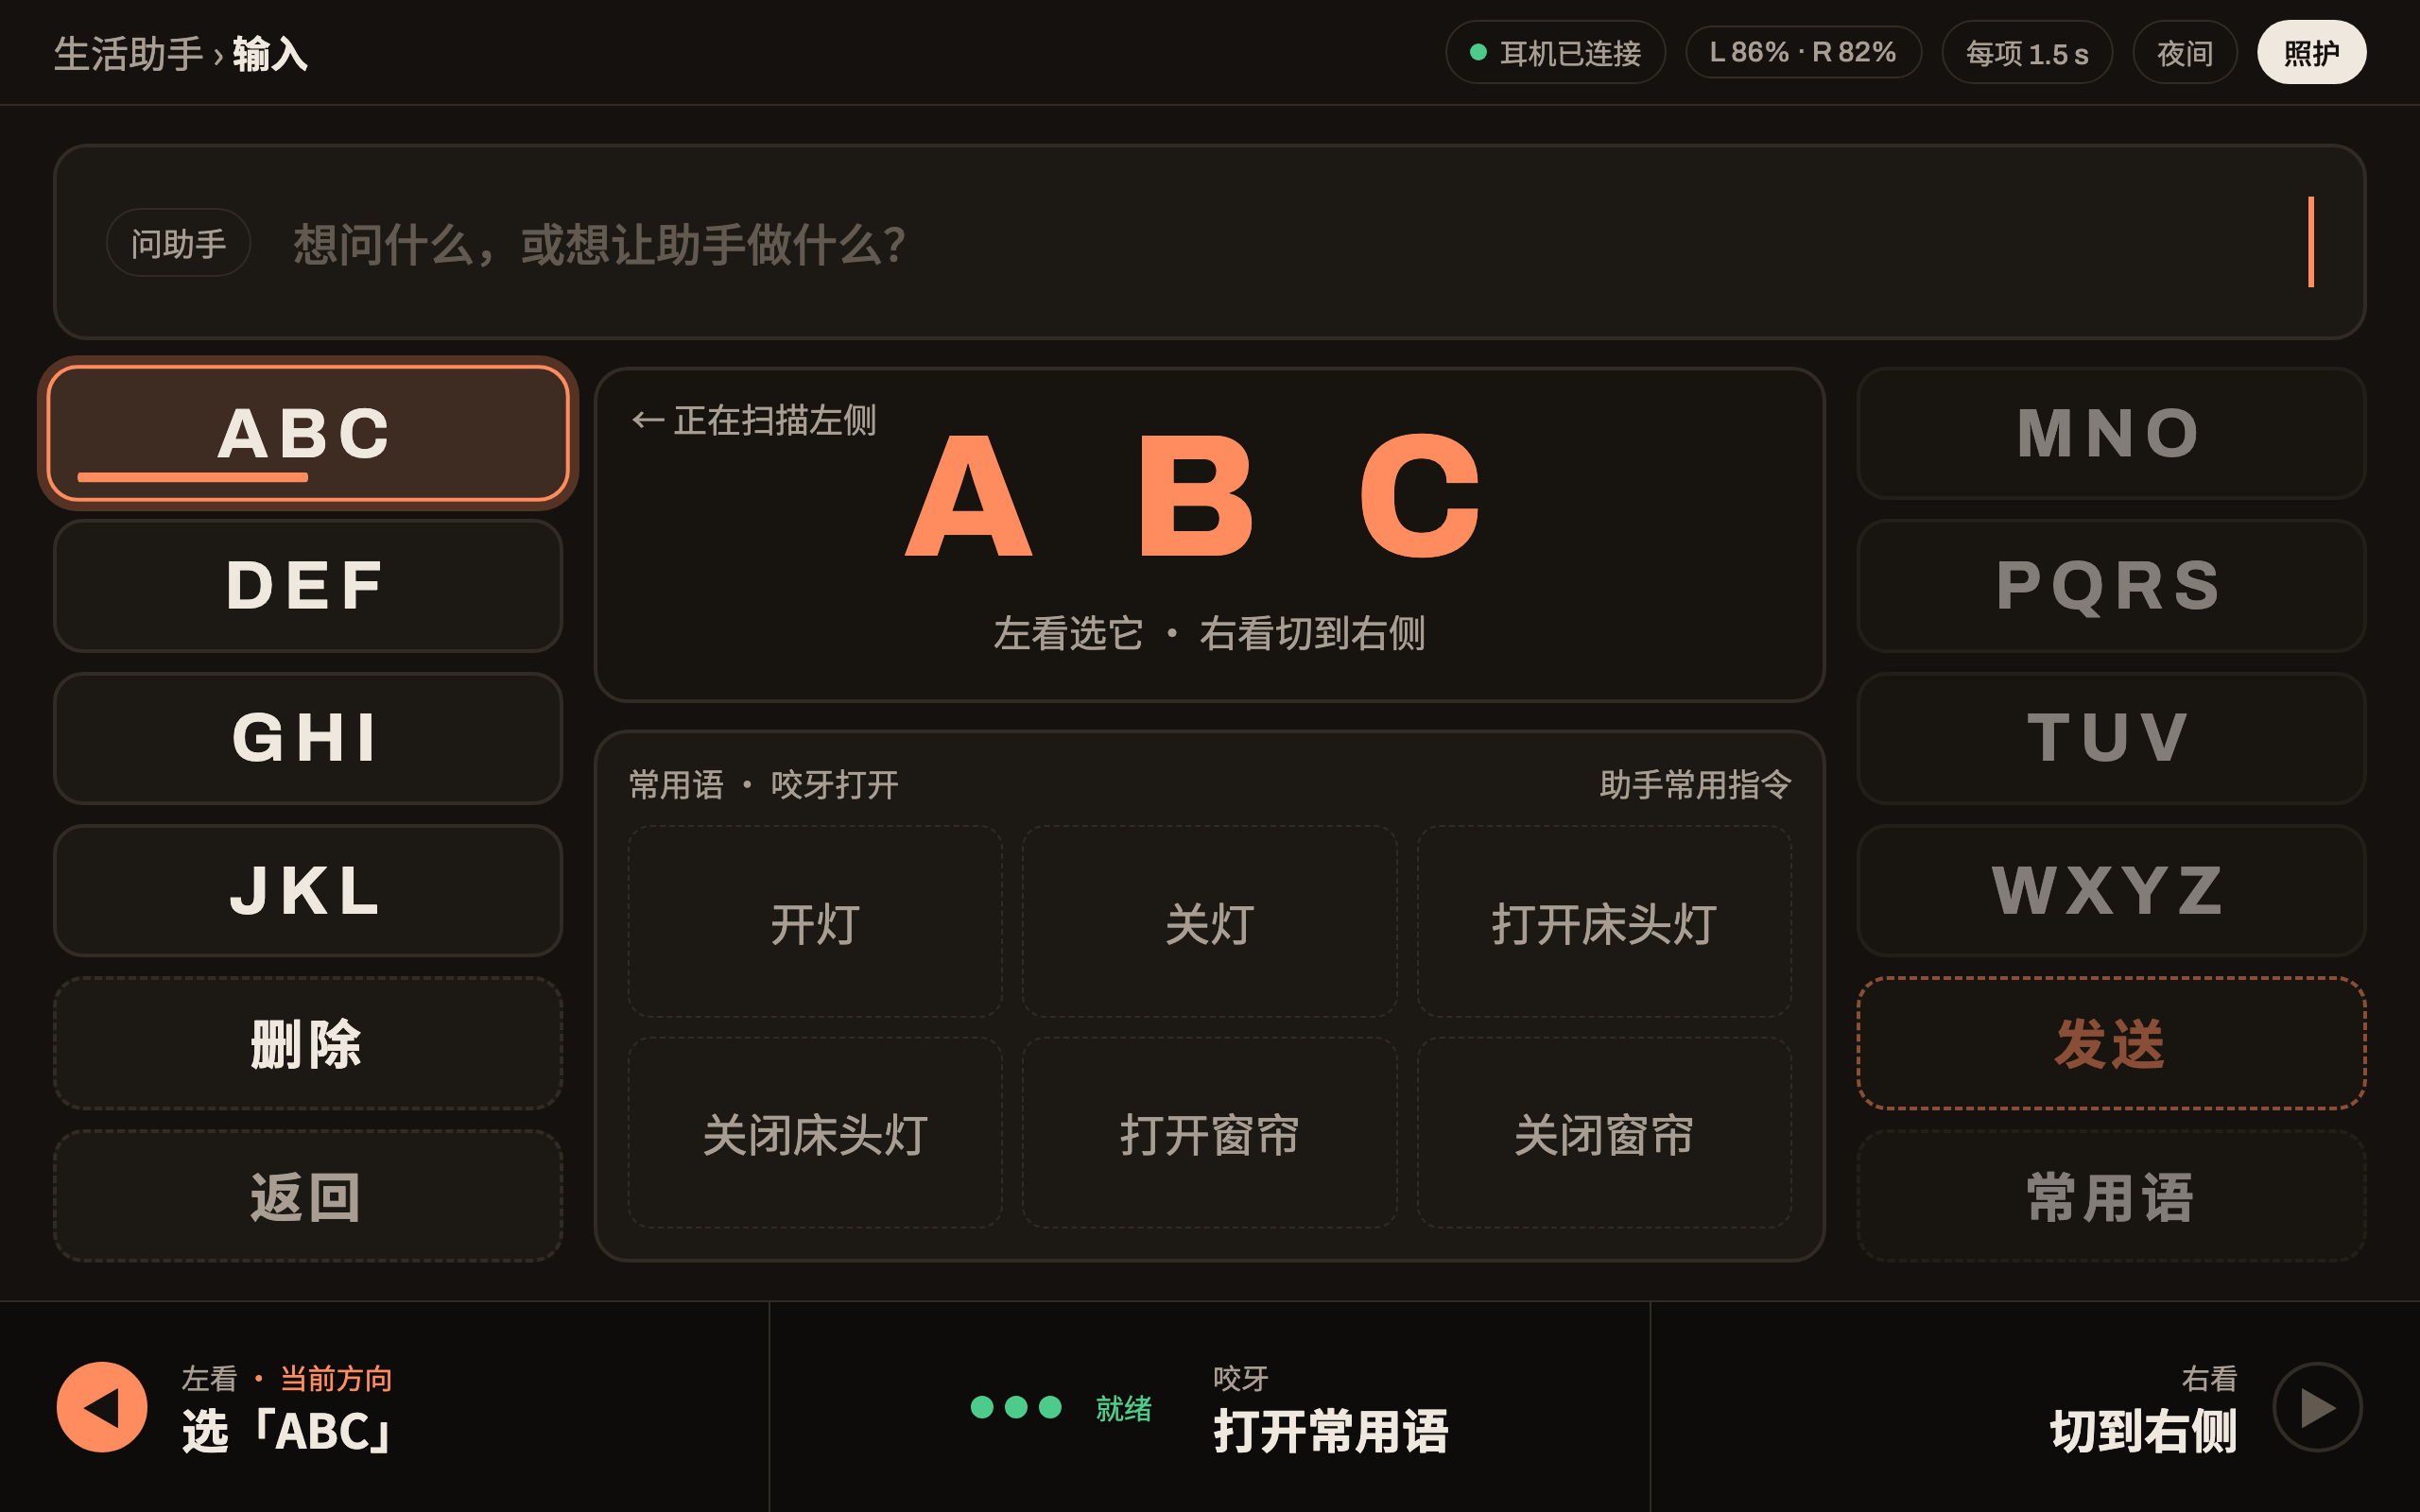 生活助手 › 输入
耳机已连接
L 86% · R 82%
每项 1.5 s
夜间
照护
问助手
想问什么，或想让助手做什么？
ABC
DEF
GHI
JKL
删除
返回
← 正在扫描左侧
A B C
左看选它 · 右看切到右侧
常用语 · 咬牙打开
助手常用指令
开灯
关灯
打开床头灯
关闭床头灯
打开窗帘
关闭窗帘
MNO
PQRS
TUV
WXYZ
发送
常用语
左看 · 当前方向
选「ABC」
就绪
咬牙
打开常用语
右看
切到右侧